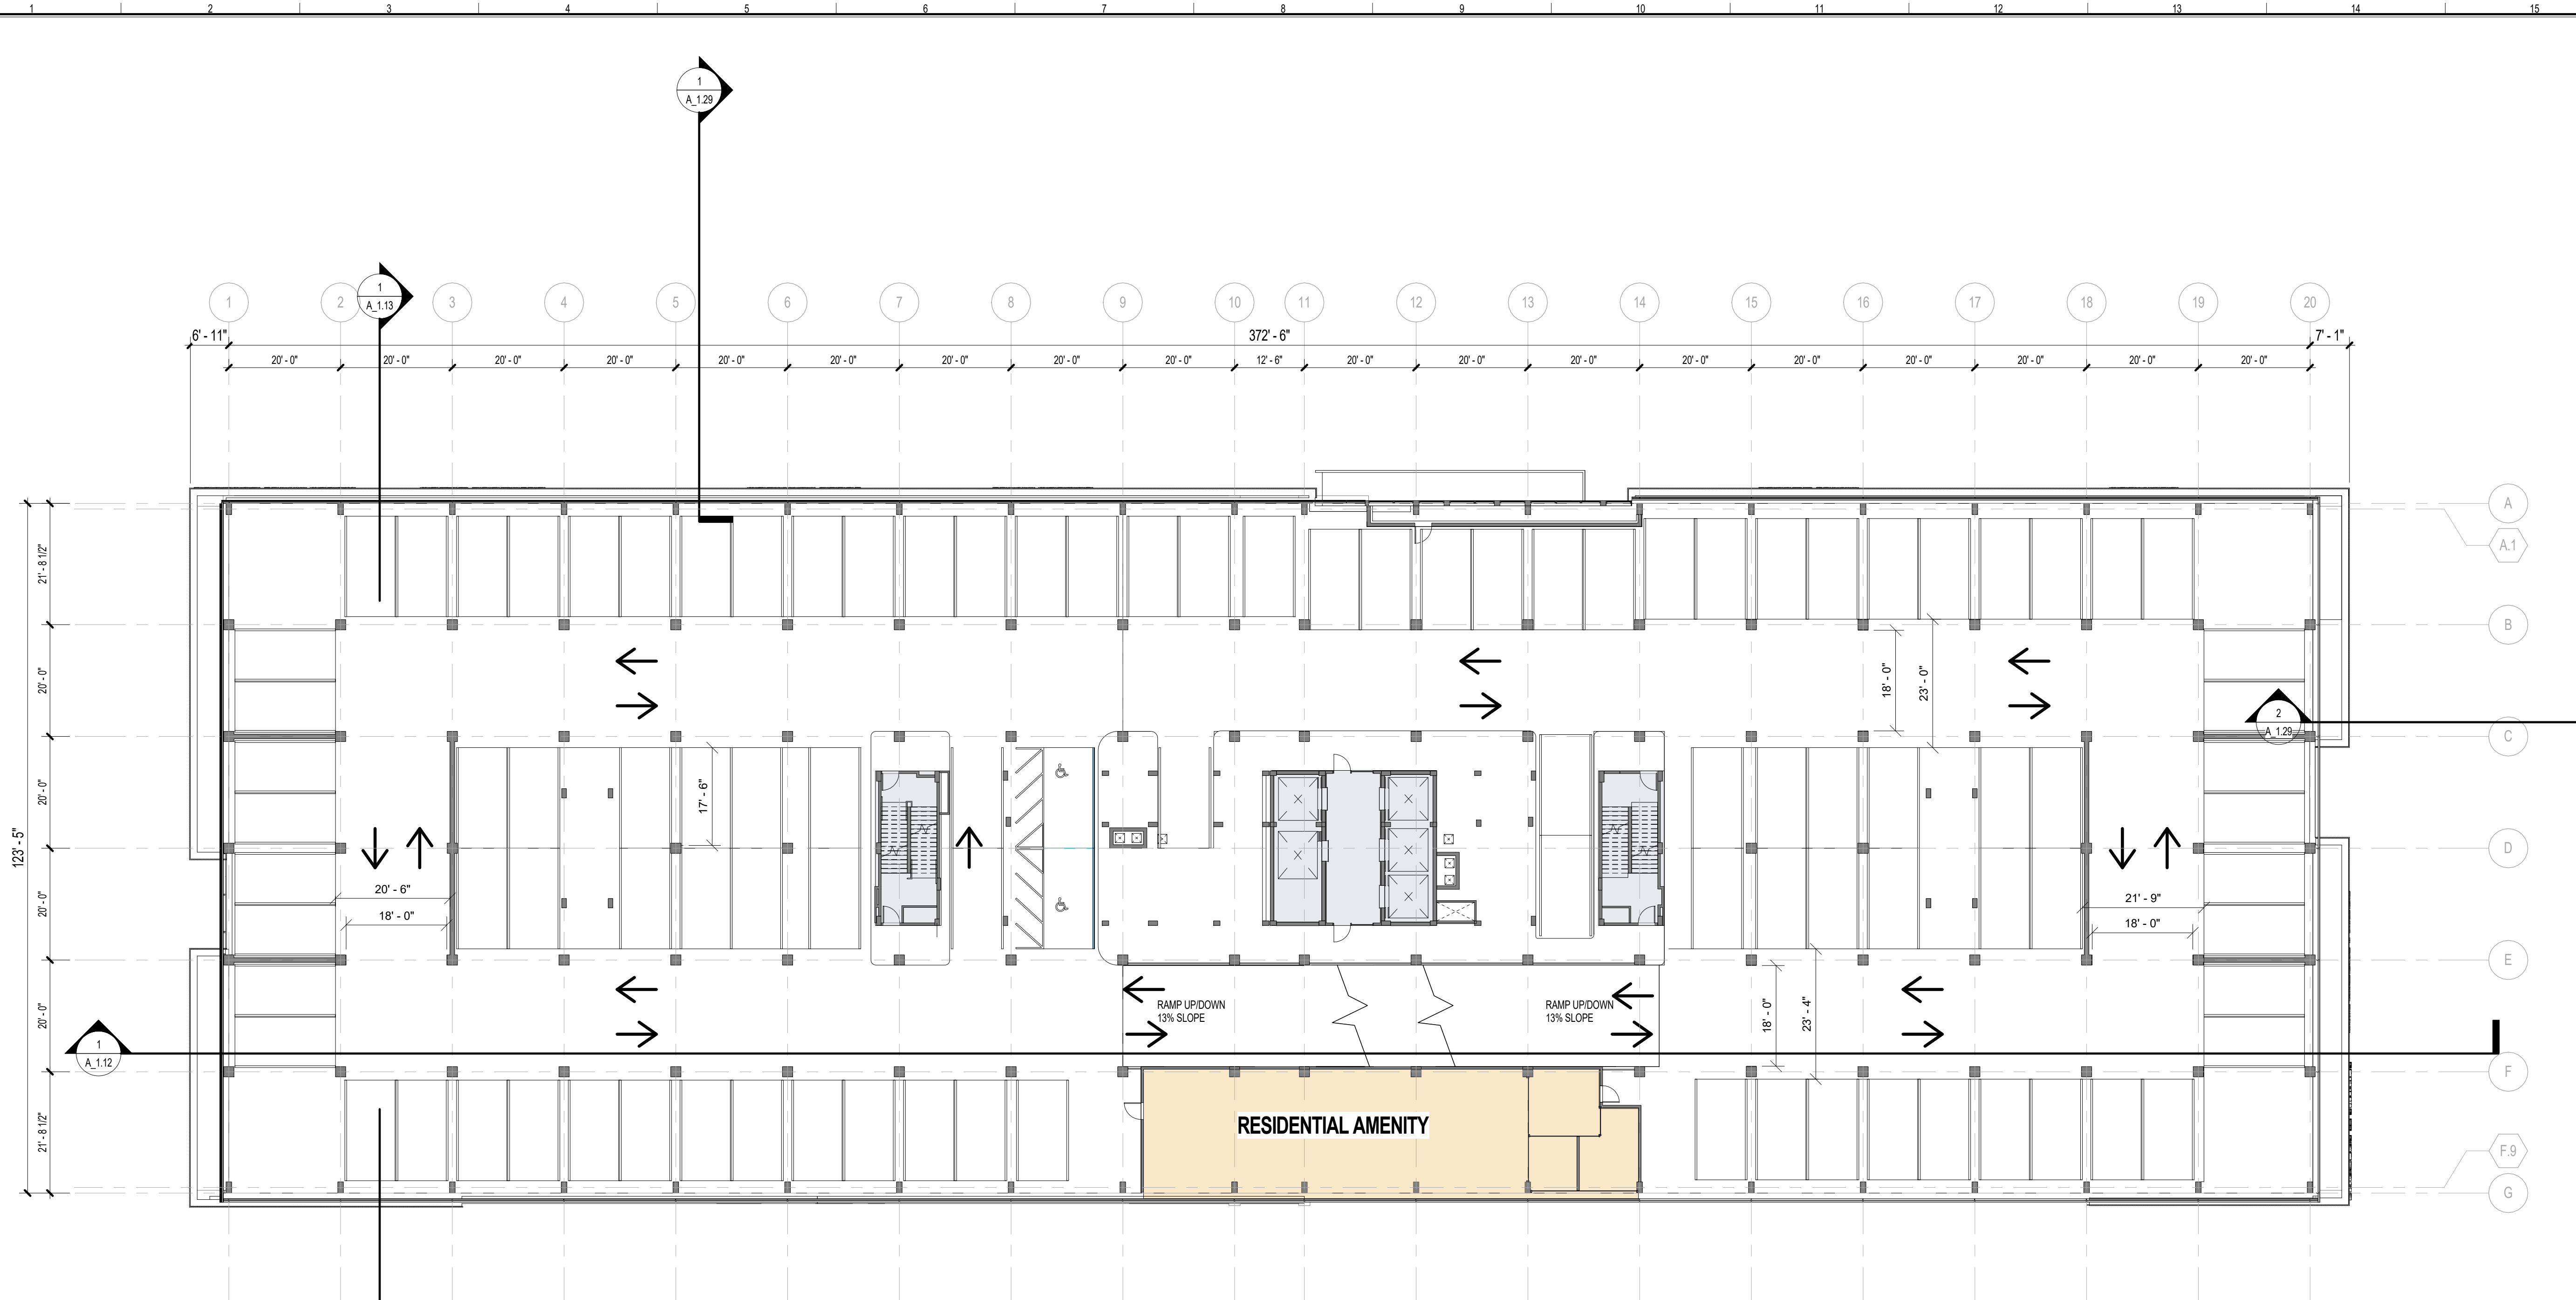 1 2 3 4 5 6 7 8 9 10 11 12 13 14 15
1
A_1.29
1
A_1.13
1 2 3 4 5 6 7 8 9 10 11 12 13 14 15 16 17 18 19 20
6' - 11" 372' - 6" 7' - 1"
20' - 0" 20' - 0" 20' - 0" 20' - 0" 20' - 0" 20' - 0" 20' - 0" 20' - 0" 20' - 0" 12' - 6" 20' - 0" 20' - 0" 20' - 0" 20' - 0" 20' - 0" 20' - 0" 20' - 0" 20' - 0" 20' - 0"
A
A.1
B
C
D
E
F
F.9
G
123' - 5"
21' - 8 1/2"
20' - 0"
20' - 0"
20' - 0"
20' - 0"
21' - 8 1/2"
18' - 0"
23' - 0"
2
A_1.29
17' - 6"
20' - 6"
18' - 0"
21' - 9"
18' - 0"
RAMP UP/DOWN
13% SLOPE
RAMP UP/DOWN
13% SLOPE
18' - 0"
23' - 4"
1
A_1.12
RESIDENTIAL AMENITY